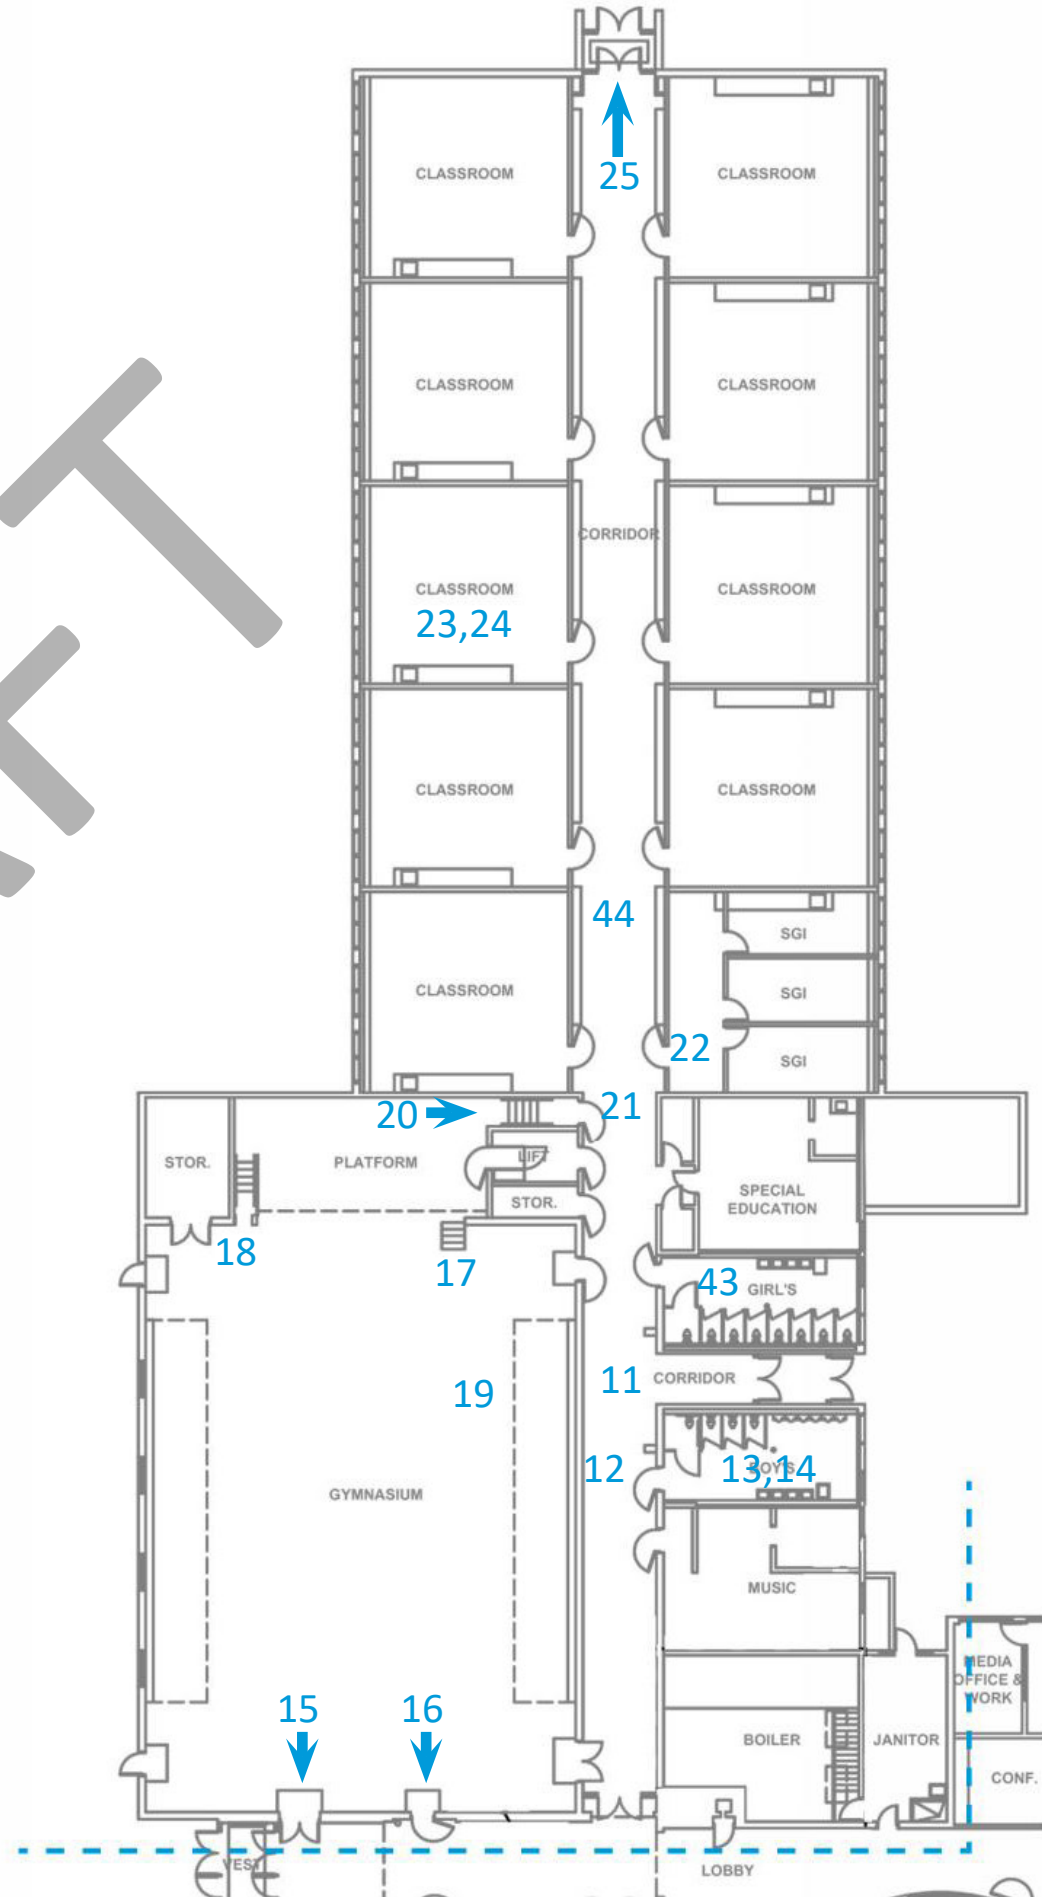 CLASSROOM
CLASSROOM
25
CLASSROOM
CLASSROOM
CORRIDOR
CLASSROOM
23,24
CLASSROOM
CLASSROOM
CLASSROOM
44
SGI
CLASSROOM
SGI
22
SGI
20
21
STOR.
PLATFORM
LIFT
STOR.
SPECIAL
EDUCATION
18
17
43
GIRL'S
19
11
CORRIDOR
12
13,14
BOY'S
GYMNASIUM
MUSIC
MEDIA
OFFICE &
WORK
15
16
BOILER
JANITOR
CONF.
VEST
LOBBY